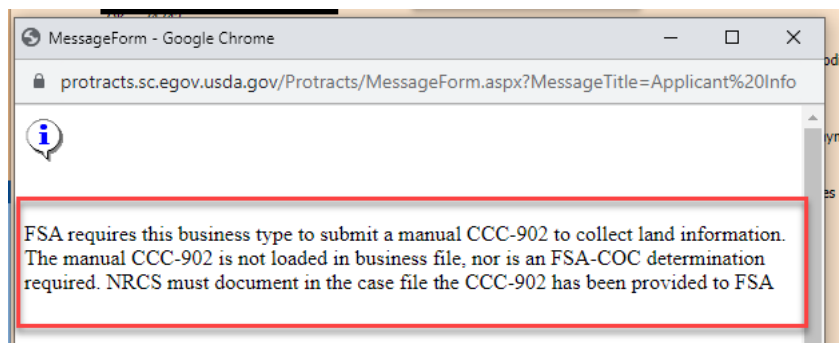 MessageForm - Google Chrome
protracts.sc.egov.usda.gov/Protracts/MessageForm.aspx?MessageTitle=Applicant%20Info
FSA requires this business type to submit a manual CCC-902 to collect land information.
The manual CCC-902 is not loaded in business file, nor is an FSA-COC determination
required. NRCS must document in the case file the CCC-902 has been provided to FSA